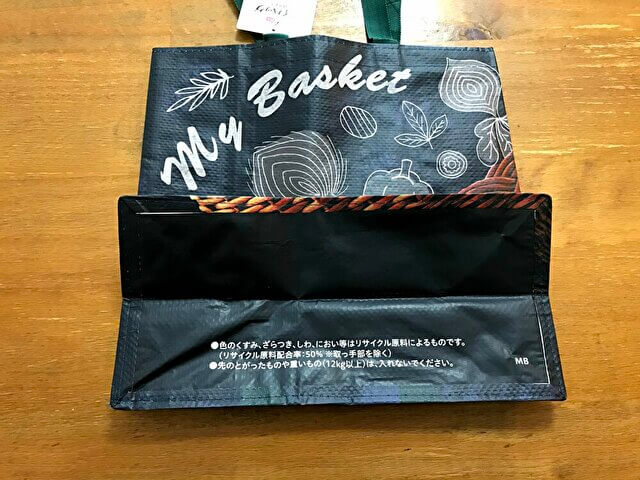 My Basket
●色のくすみ、ざらつき、しわ、におい等はリサイクル原料によるものです。
(リサイクル原料配合率:50% ※取っ手部を除く)
●先のとがったものや重いもの(12kg以上)は、入れないでください。
MB